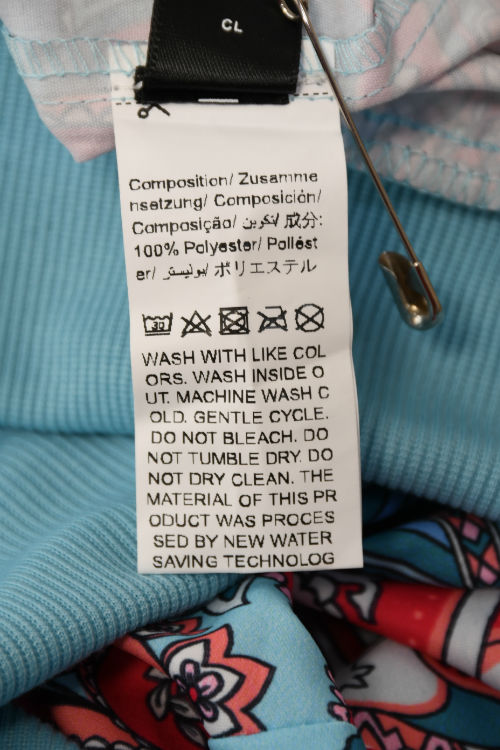 CL
Composition/ Zusamme
nsetzung/ Composición/
Composição/ تكوين/ 成分:
100% Polyester/ Poliést
er/ بوليستر/ ポリエステル
30
WASH WITH LIKE COL
ORS. WASH INSIDE O
UT. MACHINE WASH C
OLD. GENTLE CYCLE.
DO NOT BLEACH. DO
NOT TUMBLE DRY. DO
NOT DRY CLEAN. THE
MATERIAL OF THIS PR
ODUCT WAS PROCES
SED BY NEW WATER
SAVING TECHNOLOG